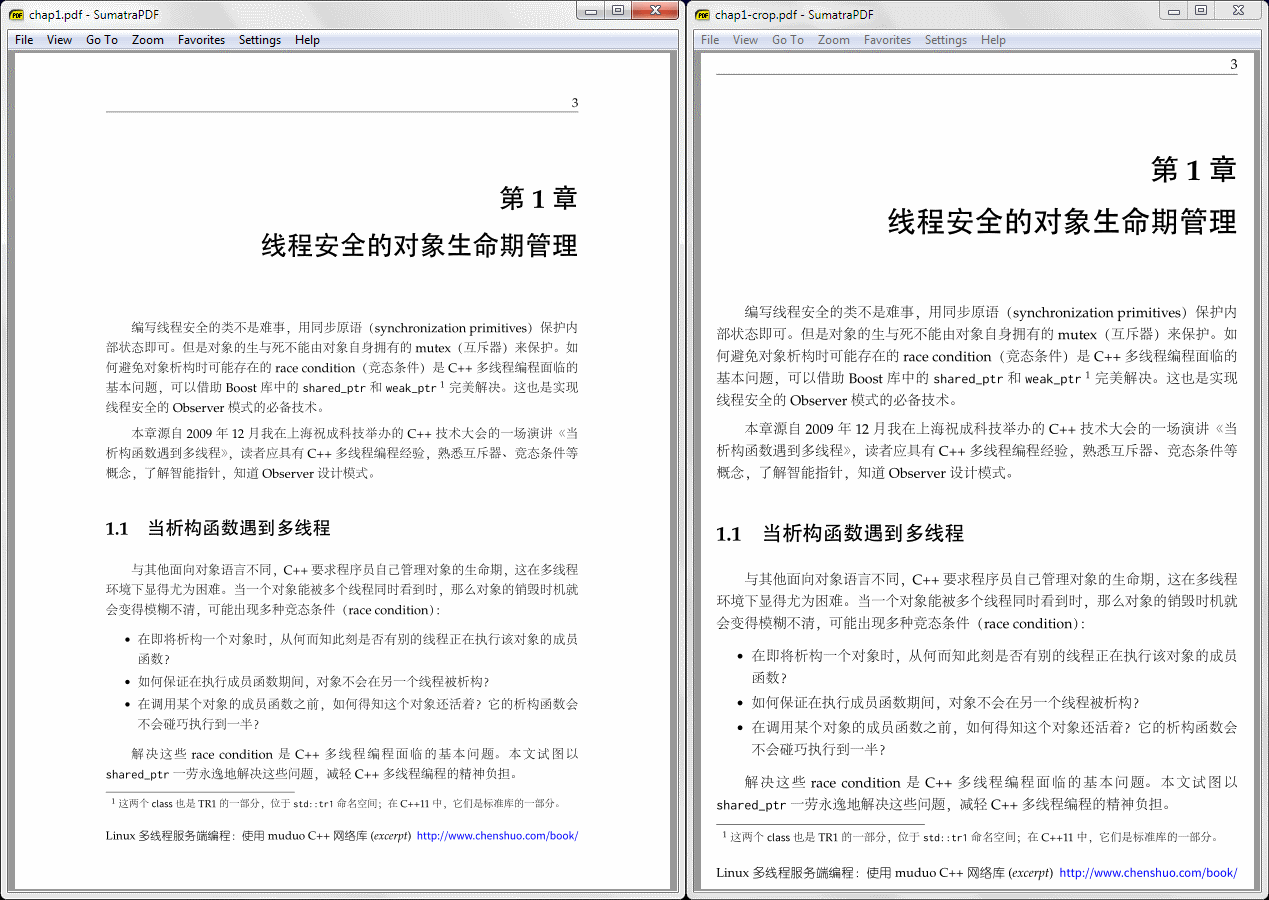 chap1.pdf - SumatraPDF
File View Go To Zoom Favorites Settings Help
3
第 1 章
线程安全的对象生命期管理
编写线程安全的类不是难事，用同步原语（synchronization primitives）保护内
部状态即可。但是对象的生与死不能由对象自身拥有的 mutex（互斥器）来保护。如
何避免对象析构时可能存在的 race condition（竞态条件）是 C++ 多线程编程面临的
基本问题，可以借助 Boost 库中的 shared_ptr 和 weak_ptr 1 完美解决。这也是实现
线程安全的 Observer 模式的必备技术。
本章源自 2009 年 12 月我在上海祝成科技举办的 C++ 技术大会的一场演讲《当
析构函数遇到多线程》，读者应具有 C++ 多线程编程经验，熟悉互斥器、竞态条件等
概念，了解智能指针，知道 Observer 设计模式。
1.1 当析构函数遇到多线程
与其他面向对象语言不同，C++ 要求程序员自己管理对象的生命期，这在多线程
环境下显得尤为困难。当一个对象能被多个线程同时看到时，那么对象的销毁时机就
会变得模糊不清，可能出现多种竞态条件（race condition）：
• 在即将析构一个对象时，从何而知此刻是否有别的线程正在执行该对象的成员
函数？
• 如何保证在执行成员函数期间，对象不会在另一个线程被析构？
• 在调用某个对象的成员函数之前，如何得知这个对象还活着？它的析构函数会
不会碰巧执行到一半？
解决这些 race condition 是 C++ 多线程编程面临的基本问题。本文试图以
shared_ptr 一劳永逸地解决这些问题，减轻 C++ 多线程编程的精神负担。
1 这两个 class 也是 TR1 的一部分，位于 std::tr1 命名空间；在 C++11 中，它们是标准库的一部分。
Linux 多线程服务端编程：使用 muduo C++ 网络库 (excerpt) http://www.chenshuo.com/book/
chap1-crop.pdf - SumatraPDF
File View Go To Zoom Favorites Settings Help
3
第 1 章
线程安全的对象生命期管理
编写线程安全的类不是难事，用同步原语（synchronization primitives）保护内
部状态即可。但是对象的生与死不能由对象自身拥有的 mutex（互斥器）来保护。如
何避免对象析构时可能存在的 race condition（竞态条件）是 C++ 多线程编程面临的
基本问题，可以借助 Boost 库中的 shared_ptr 和 weak_ptr 1 完美解决。这也是实现
线程安全的 Observer 模式的必备技术。
本章源自 2009 年 12 月我在上海祝成科技举办的 C++ 技术大会的一场演讲《当
析构函数遇到多线程》，读者应具有 C++ 多线程编程经验，熟悉互斥器、竞态条件等
概念，了解智能指针，知道 Observer 设计模式。
1.1 当析构函数遇到多线程
与其他面向对象语言不同，C++ 要求程序员自己管理对象的生命期，这在多线程
环境下显得尤为困难。当一个对象能被多个线程同时看到时，那么对象的销毁时机就
会变得模糊不清，可能出现多种竞态条件（race condition）：
• 在即将析构一个对象时，从何而知此刻是否有别的线程正在执行该对象的成员
函数？
• 如何保证在执行成员函数期间，对象不会在另一个线程被析构？
• 在调用某个对象的成员函数之前，如何得知这个对象还活着？它的析构函数会
不会碰巧执行到一半？
解决这些 race condition 是 C++ 多线程编程面临的基本问题。本文试图以
shared_ptr 一劳永逸地解决这些问题，减轻 C++ 多线程编程的精神负担。
1 这两个 class 也是 TR1 的一部分，位于 std::tr1 命名空间；在 C++11 中，它们是标准库的一部分。
Linux 多线程服务端编程：使用 muduo C++ 网络库 (excerpt) http://www.chenshuo.com/book/